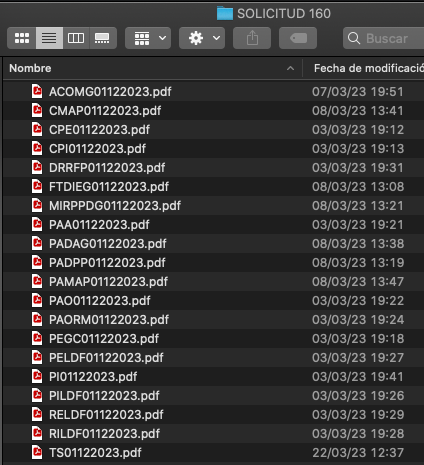 SOLICITUD 160
Buscar
Nombre Fecha de modificació
ACOMG01122023.pdf 07/03/23 19:51
CMAP01122023.pdf 08/03/23 13:41
CPE01122023.pdf 03/03/23 19:12
CPI01122023.pdf 03/03/23 19:13
DRRFP01122023.pdf 03/03/23 19:31
FTDIEG01122023.pdf 08/03/23 13:08
MIRPPDG01122023.pdf 08/03/23 13:21
PAA01122023.pdf 03/03/23 19:21
PADAG01122023.pdf 08/03/23 13:38
PADPP01122023.pdf 08/03/23 13:19
PAMAP01122023.pdf 08/03/23 13:47
PAO01122023.pdf 03/03/23 19:22
PAORM01122023.pdf 03/03/23 19:24
PEGC01122023.pdf 03/03/23 19:18
PELDF01122023.pdf 03/03/23 19:27
PI01122023.pdf 03/03/23 19:41
PILDF01122023.pdf 03/03/23 19:26
RELDF01122023.pdf 03/03/23 19:29
RILDF01122023.pdf 03/03/23 19:28
TS01122023.pdf 22/03/23 12:37